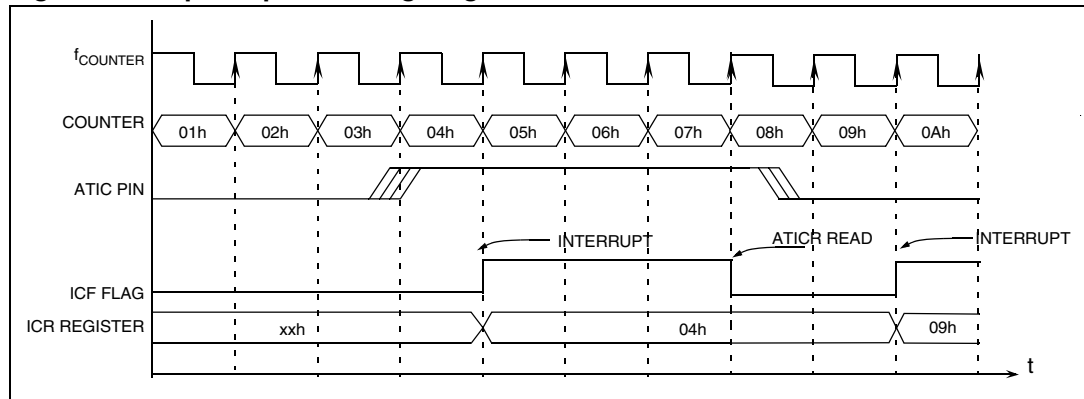 fCOUNTER
COUNTER 01h 02h 03h 04h 05h 06h 07h 08h 09h 0Ah
ATIC PIN
INTERRUPT ATICR READ INTERRUPT
ICF FLAG
ICR REGISTER xxh 04h 09h
t